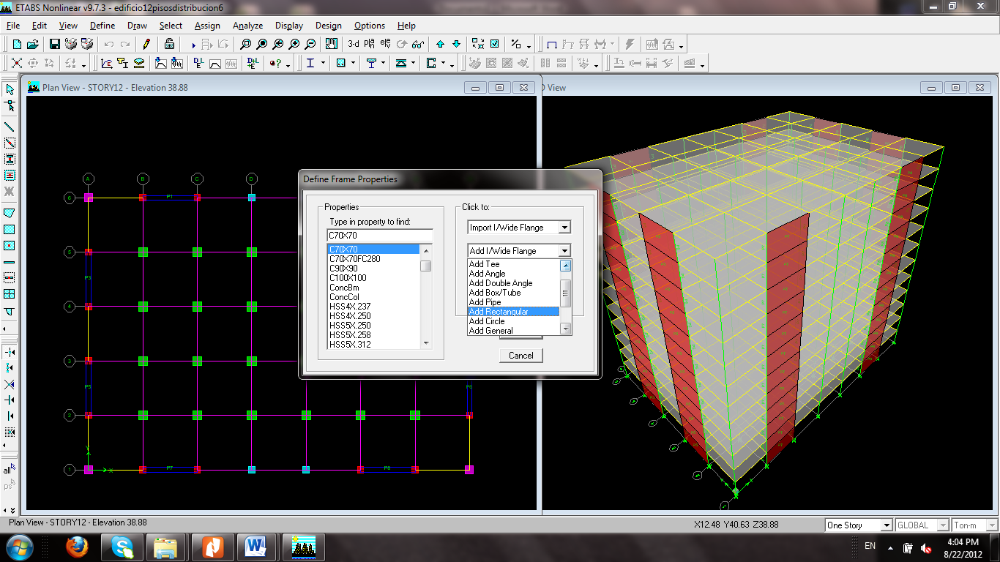 ETABS Nonlinear v9.7.3 - edificio12pisosdistribucion6
File Edit View Define Draw Select Assign Analyze Display Design Options Help
3-d
all
ps
Plan View - STORY12 - Elevation 38.88
View
A B C D
6
5
4
3
2
1
P1
P3
P5
P6
P7
P8
Y
X
Define Frame Properties
Properties
Type in property to find:
C70X70
C70X70
C70X70FC280
C90X90
C100X100
ConcBm
ConcCol
HSS4X.237
HSS4X.250
HSS5X.250
HSS5X.258
HSS5X.312
Click to:
Import I/Wide Flange
Add I/Wide Flange
Add Tee
Add Angle
Add Double Angle
Add Box/Tube
Add Pipe
Add Rectangular
Add Circle
Add General
Cancel
Plan View - STORY12 - Elevation 38.88
X12.48 Y40.63 Z38.88
One Story
GLOBAL
Ton-m
EN
4:04 PM
8/22/2012